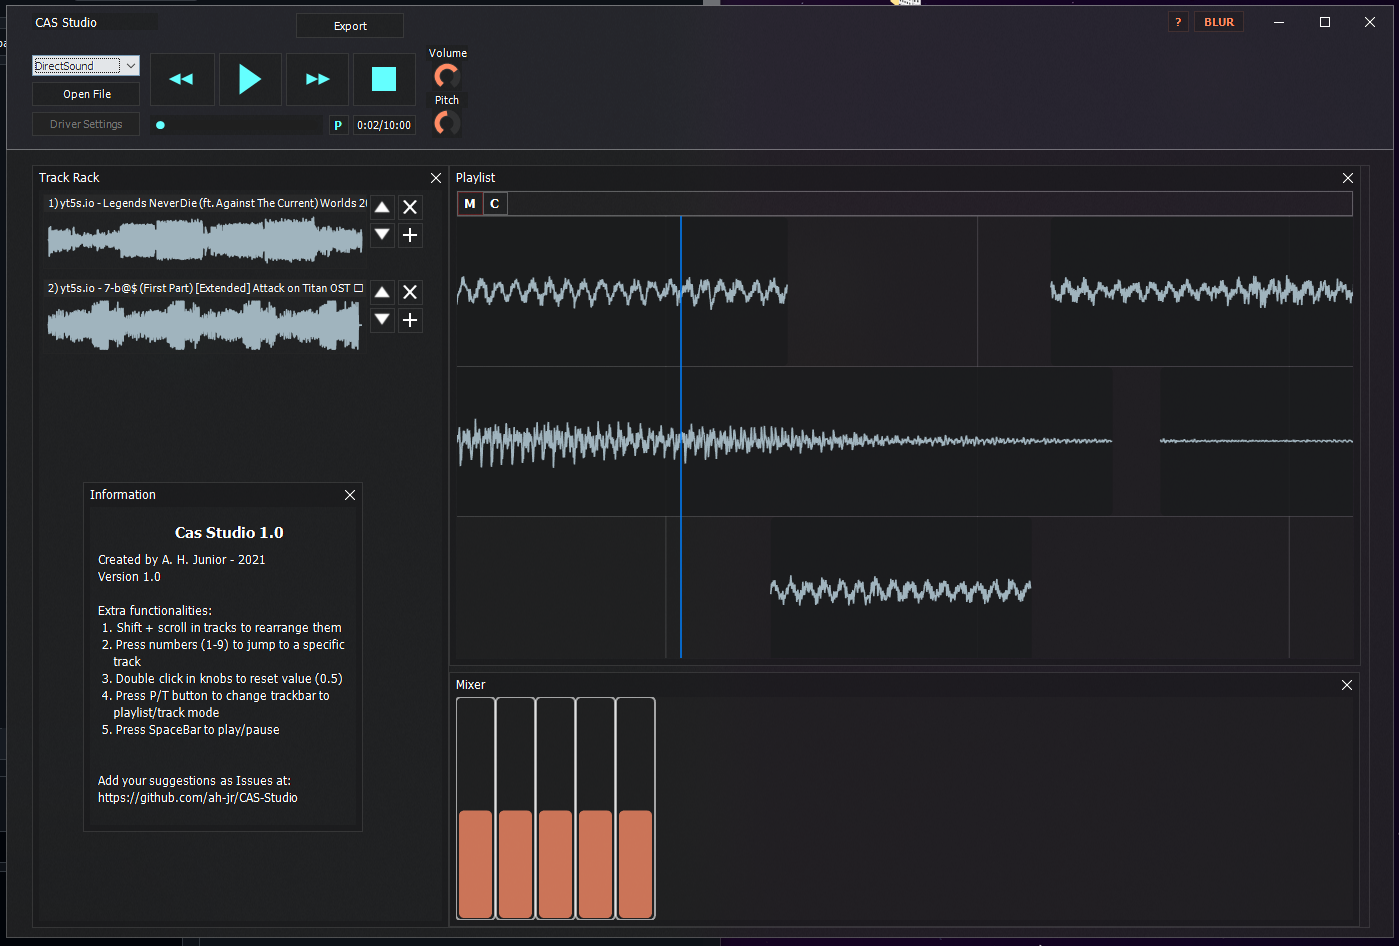 CAS Studio
Export
?
BLUR
DirectSound
Open File
Driver Settings
P
0:02/10:00
Volume
Pitch
Track Rack
1) yt5s.io - Legends Never Die (ft. Against The Current) Worlds 2
2) yt5s.io - 7-b@$ (First Part) [Extended] Attack on Titan OST □
Information
Cas Studio 1.0
Created by A. H. Junior - 2021
Version 1.0
Extra functionalities:
1. Shift + scroll in tracks to rearrange them
2. Press numbers (1-9) to jump to a specific
track
3. Double click in knobs to reset value (0.5)
4. Press P/T button to change trackbar to
playlist/track mode
5. Press SpaceBar to play/pause
Add your suggestions as Issues at:
https://github.com/ah-jr/CAS-Studio
Playlist
M C
Mixer